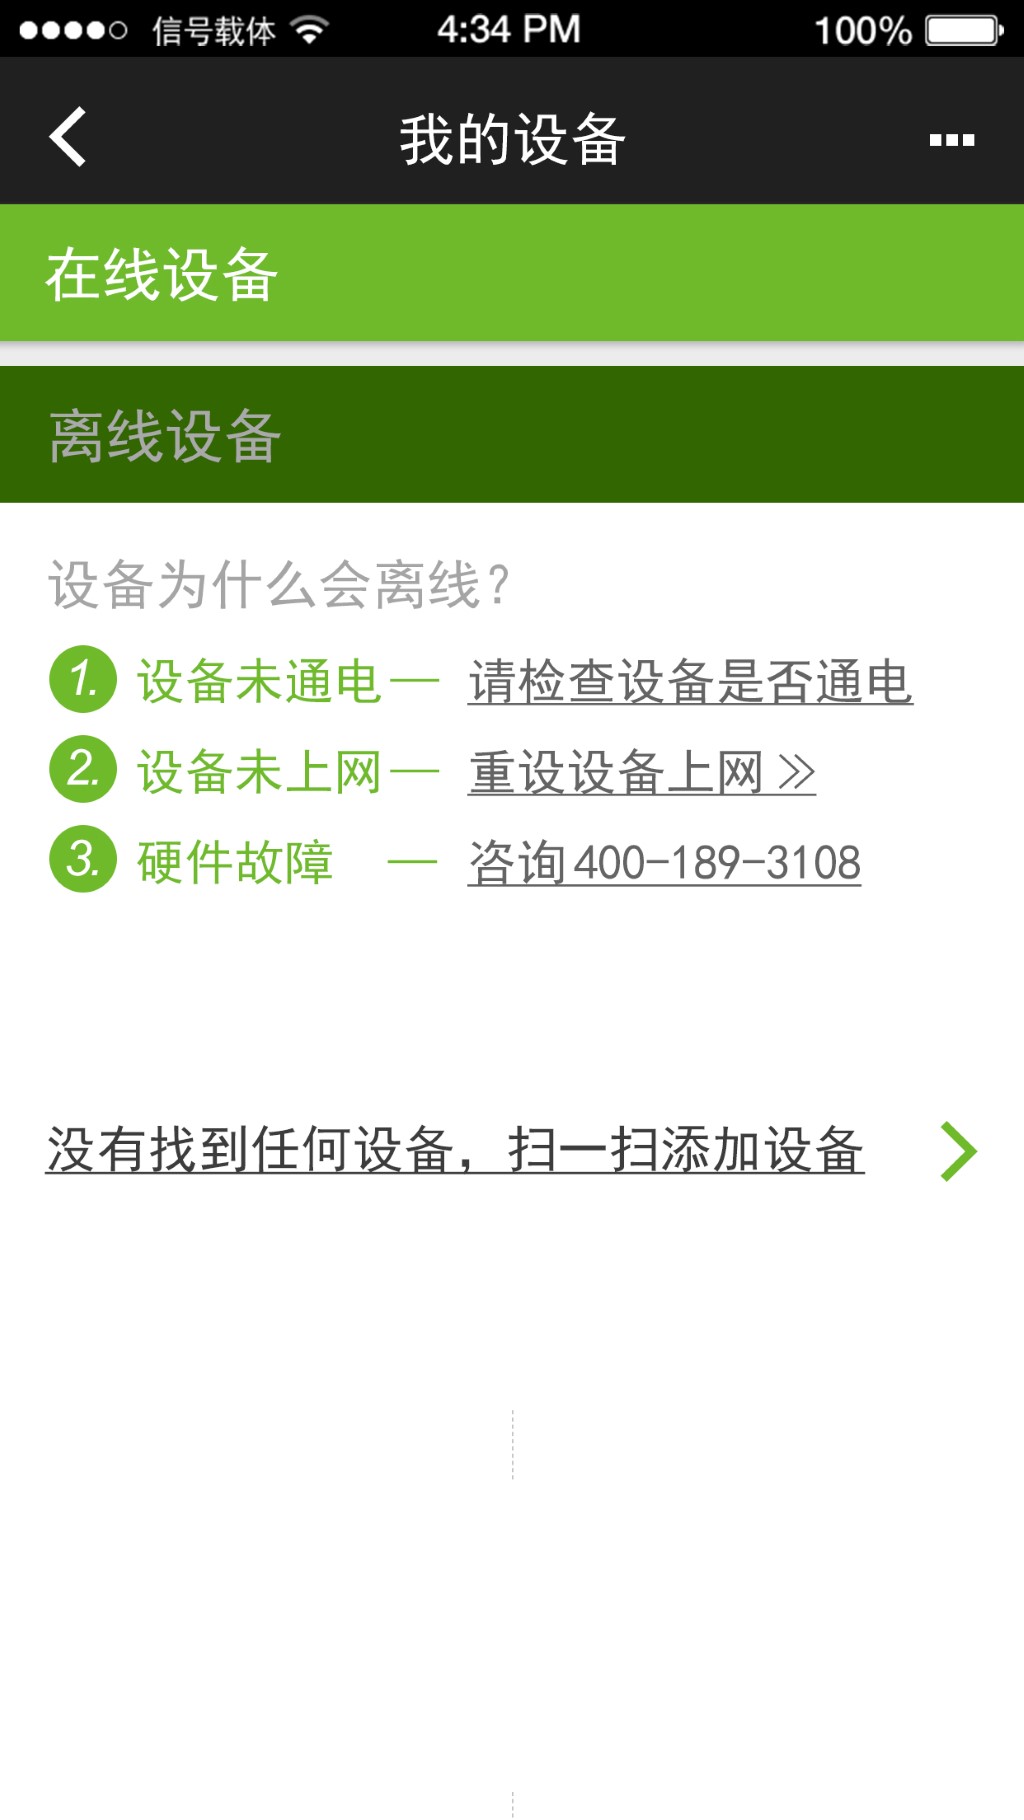 信号载体 4:34 PM 100%
我的设备
在线设备
离线设备
设备为什么会离线?
1. 设备未通电— 请检查设备是否通电
2. 设备未上网— 重设设备上网 >>
3. 硬件故障 — 咨询400-189-3108
没有找到任何设备，扫一扫添加设备